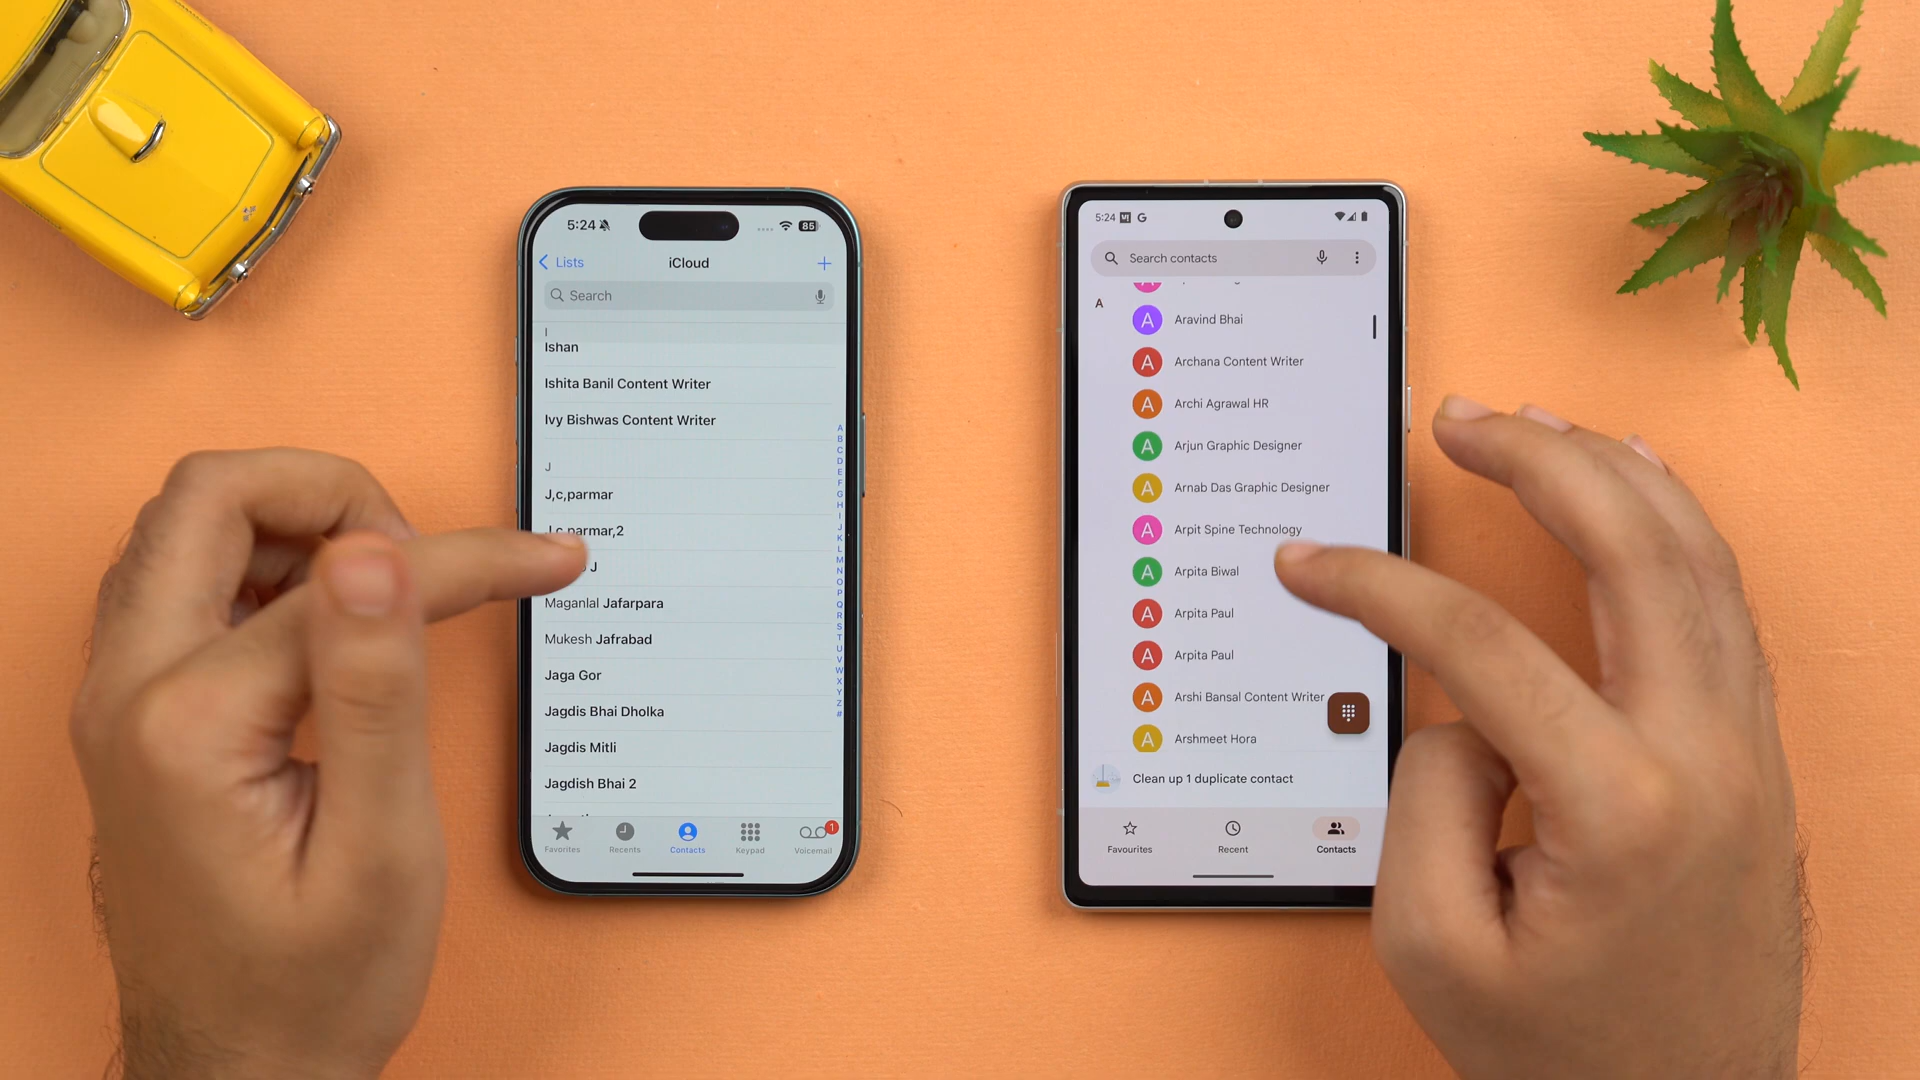 5:24
85
Lists
iCloud
Search
I
Ishan
Ishita Banil Content Writer
Ivy Bishwas Content Writer
J
J,c,parmar
parmar,2
J
Maganlal Jafarpara
Mukesh Jafrabad
Jaga Gor
Jagdis Bhai Dholka
Jagdis Mitli
Jagdish Bhai 2
A
B
C
D
E
F
G
H
I
J
K
L
M
N
O
P
Q
R
S
T
U
V
W
X
Y
Z
#
Favorites
Recents
Contacts
Keypad
Voicemail
1
5:24
G
Search contacts
A
A Aravind Bhai
A Archana Content Writer
A Archi Agrawal HR
A Arjun Graphic Designer
A Arnab Das Graphic Designer
A Arpit Spine Technology
A Arpita Biwal
A Arpita Paul
A Arpita Paul
A Arshi Bansal Content Writer
A Arshmeet Hora
Clean up 1 duplicate contact
Favourites
Recent
Contacts